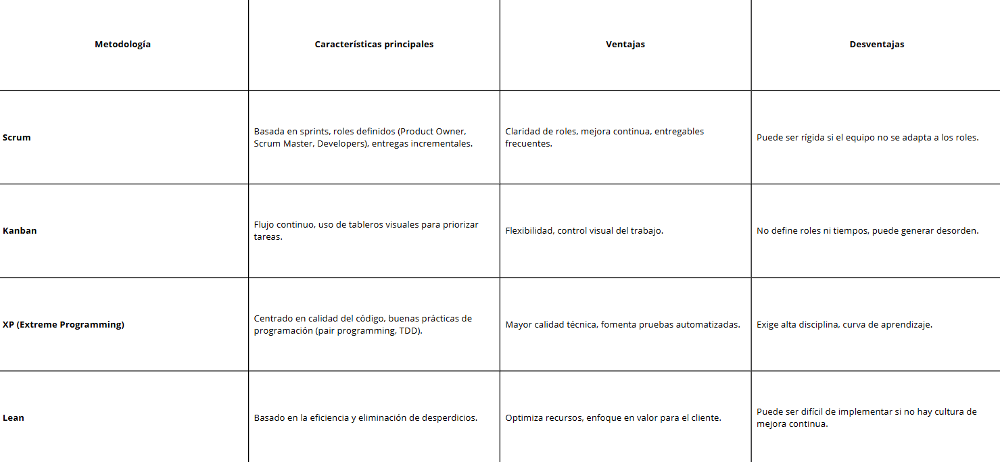 Metodología
Características principales
Ventajas
Desventajas
Scrum
Basada en sprints, roles definidos (Product Owner,
Scrum Master, Developers), entregas incrementales.
Claridad de roles, mejora continua, entregables
frecuentes.
Puede ser rígida si el equipo no se adapta a los roles.
Kanban
Flujo continuo, uso de tableros visuales para priorizar
tareas.
Flexibilidad, control visual del trabajo.
No define roles ni tiempos, puede generar desorden.
XP (Extreme Programming)
Centrado en calidad del código, buenas prácticas de
programación (pair programming, TDD).
Mayor calidad técnica, fomenta pruebas automatizadas.
Exige alta disciplina, curva de aprendizaje.
Lean
Basado en la eficiencia y eliminación de desperdicios.
Optimiza recursos, enfoque en valor para el cliente.
Puede ser difícil de implementar si no hay cultura de
mejora continua.